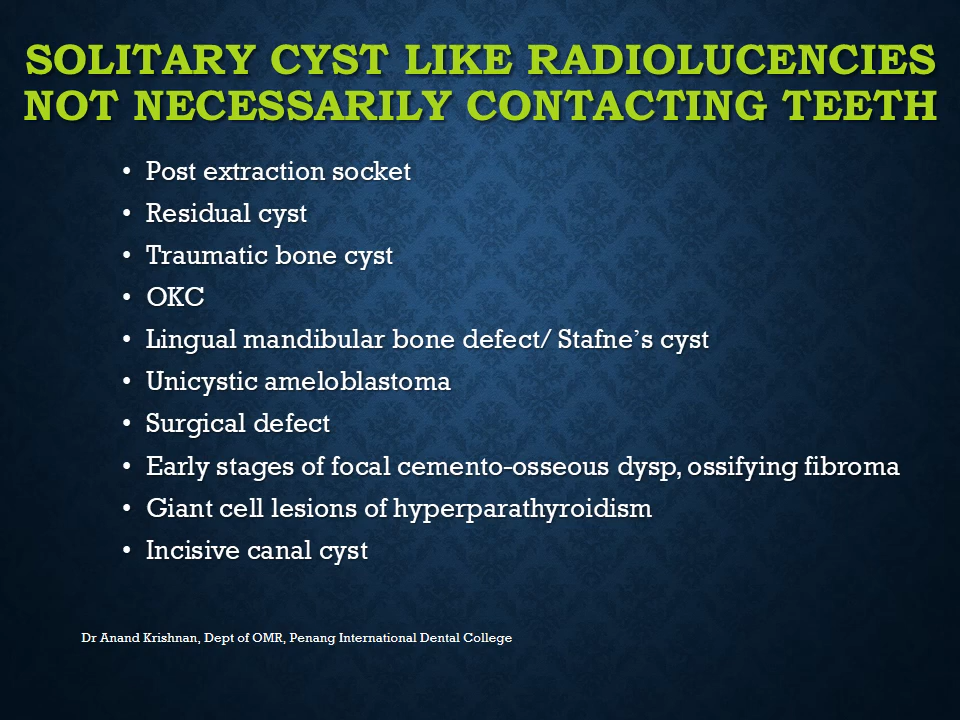 SOLITARY CYST LIKE RADIOLUCENCIES
NOT NECESSARILY CONTACTING TEETH
• Post extraction socket
• Residual cyst
• Traumatic bone cyst
• OKC
• Lingual mandibular bone defect/ Stafne’s cyst
• Unicystic ameloblastoma
• Surgical defect
• Early stages of focal cemento-osseous dysp, ossifying fibroma
• Giant cell lesions of hyperparathyroidism
• Incisive canal cyst
Dr Anand Krishnan, Dept of OMR, Penang International Dental College